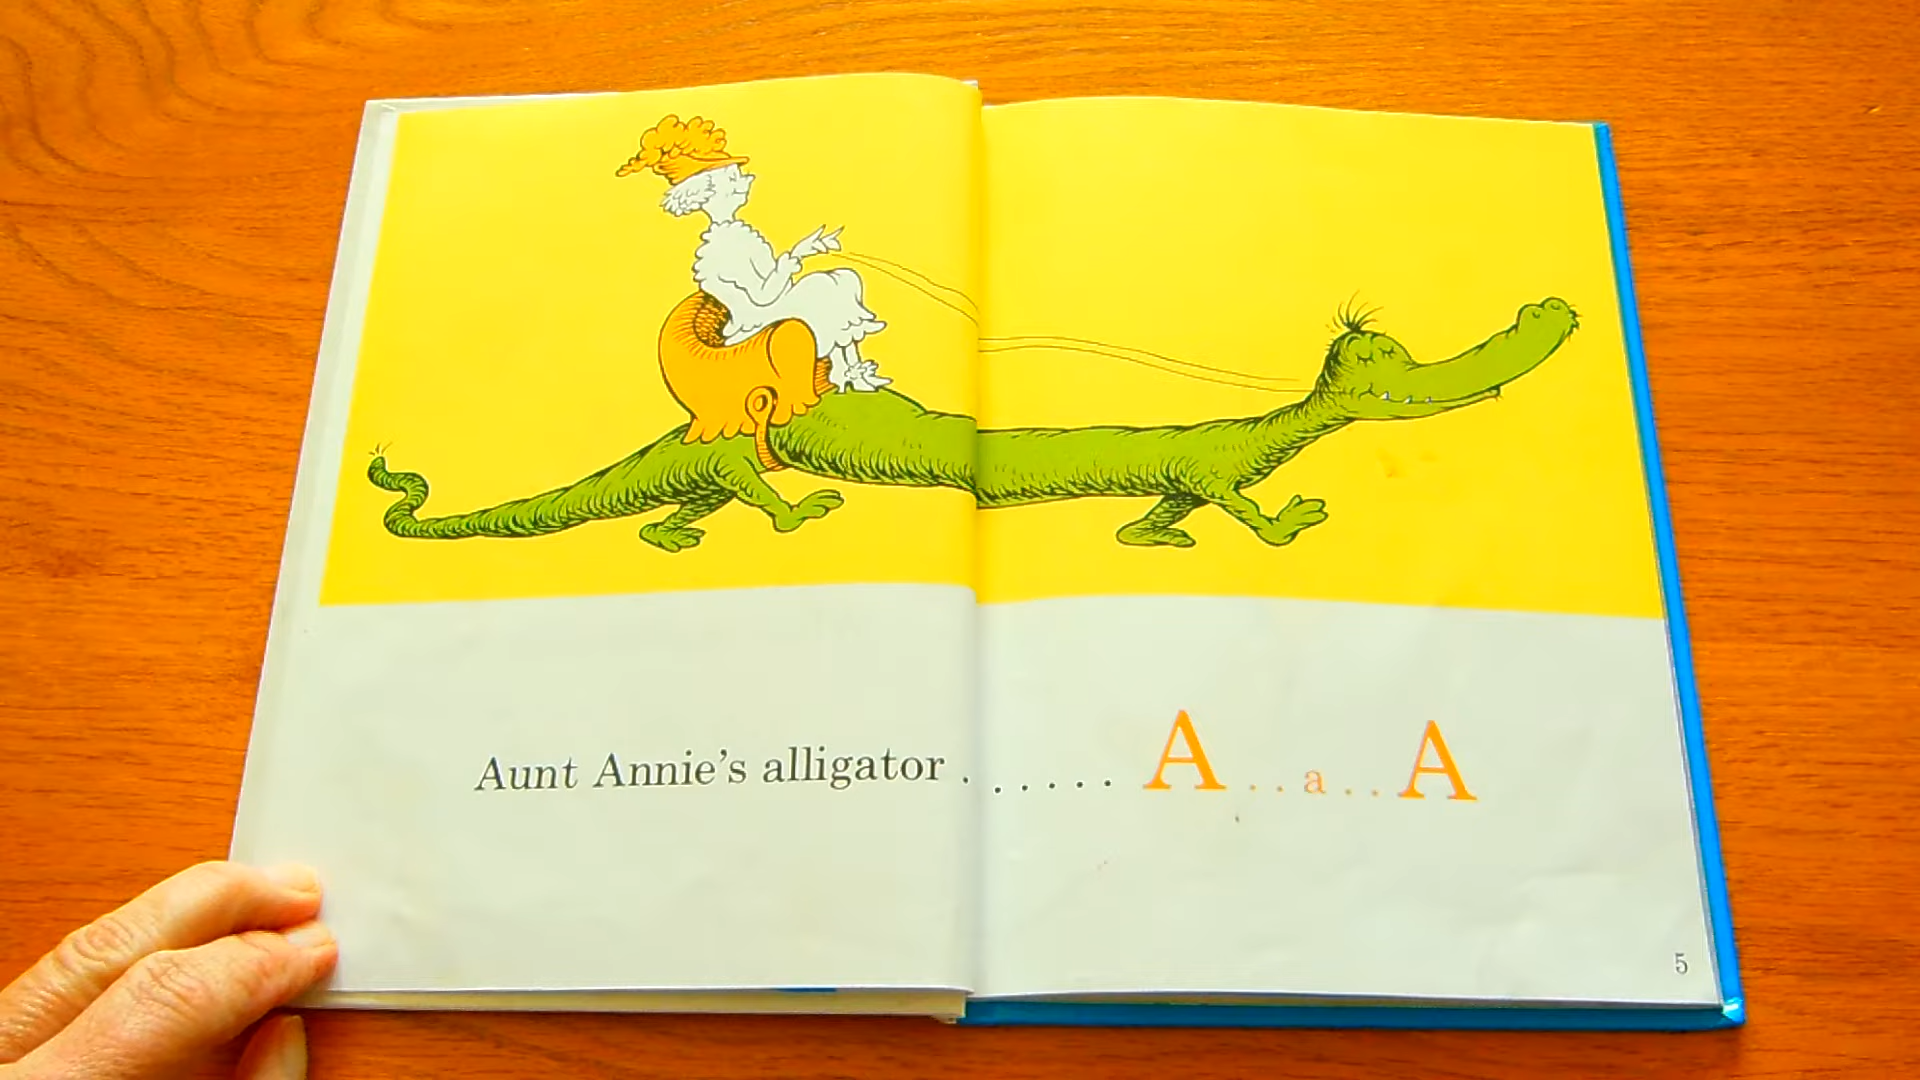 Aunt Annie's alligator . . . . . . A . . a . . A
5